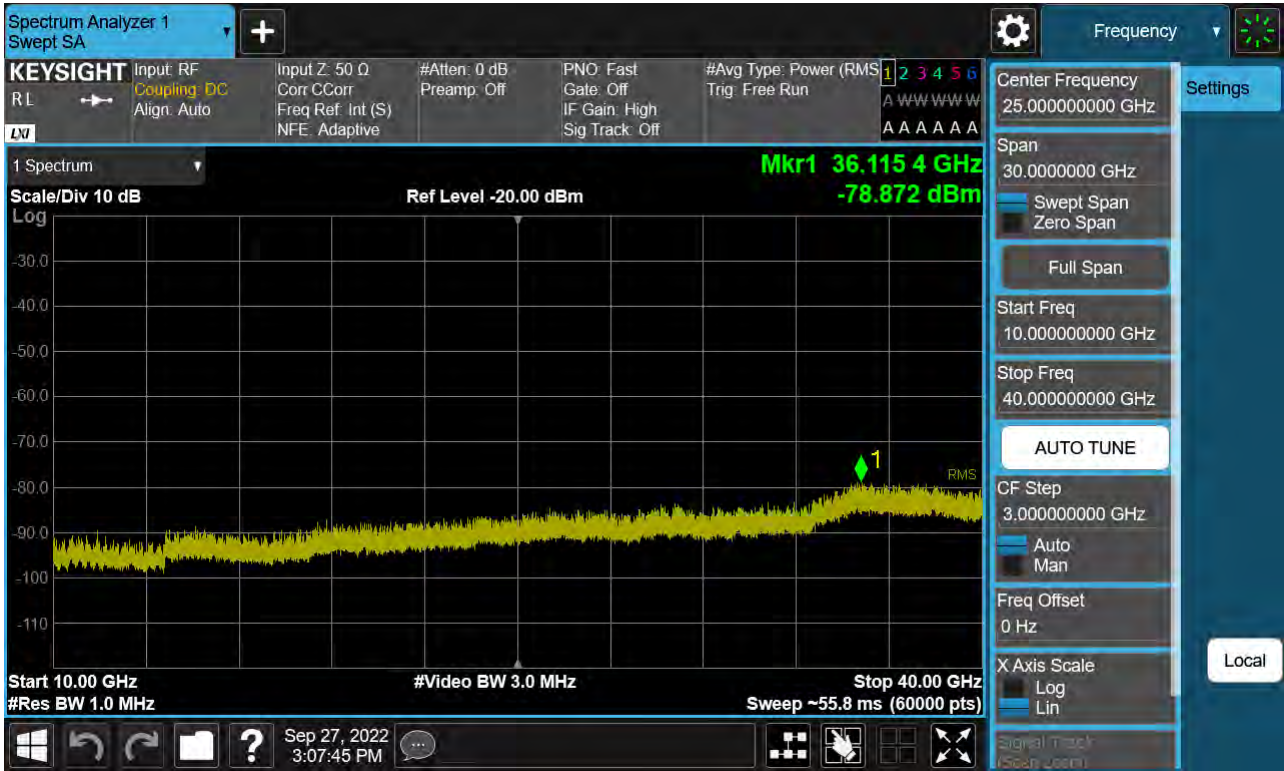 Spectrum Analyzer 1
Swept SA
Frequency
KEYSIGHT
RL
LXI
Input: RF
Coupling: DC
Align: Auto
Input Z: 50 Ω
Corr CCorr
Freq Ref: Int (S)
NFE: Adaptive
#Atten: 0 dB
Preamp: Off
PNO: Fast
Gate: Off
IF Gain: High
Sig Track: Off
#Avg Type: Power (RMS
Trig: Free Run
1 2 3 4 5 6
A W W W W W
A A A A A A
1 Spectrum
Mkr1 36.115 4 GHz
-78.872 dBm
Scale/Div 10 dB
Ref Level -20.00 dBm
Log
-30.0
-40.0
-50.0
-60.0
-70.0
-80.0
-90.0
-100
-110
1
RMS
Start 10.00 GHz
#Video BW 3.0 MHz
Stop 40.00 GHz
#Res BW 1.0 MHz
Sweep ~55.8 ms (60000 pts)
Sep 27, 2022
3:07:45 PM
Center Frequency
25.000000000 GHz
Settings
Span
30.0000000 GHz
Swept Span
Zero Span
Full Span
Start Freq
10.000000000 GHz
Stop Freq
40.000000000 GHz
AUTO TUNE
CF Step
3.000000000 GHz
Auto
Man
Freq Offset
0 Hz
X Axis Scale
Log
Lin
Local
Signal Track
(Span Zoom)